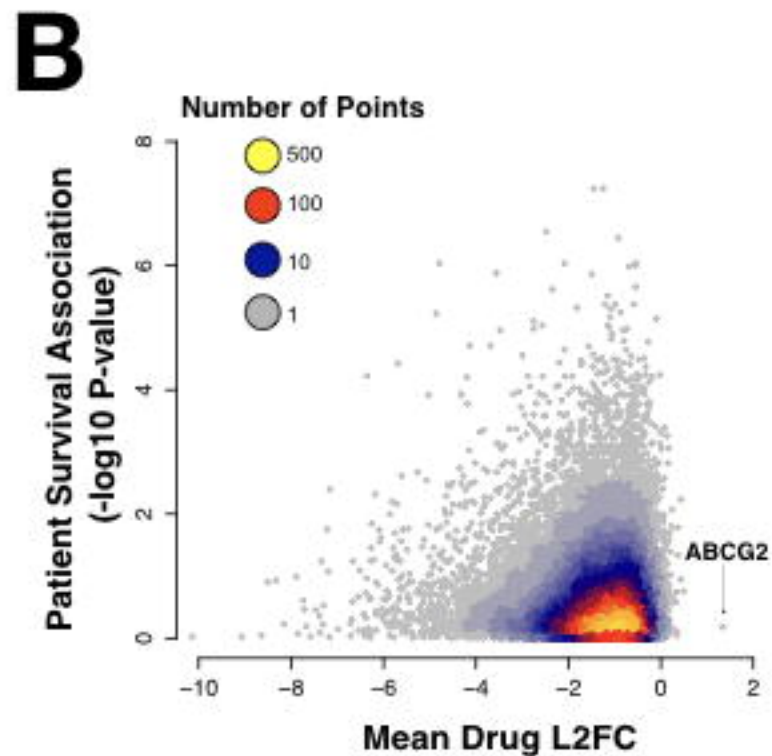 B
Number of Points
500
100
10
1
Patient Survival Association
(-log10 P-value)
8
6
4
2
0
ABCG2
−10 −8 −6 −4 −2 0 2
Mean Drug L2FC